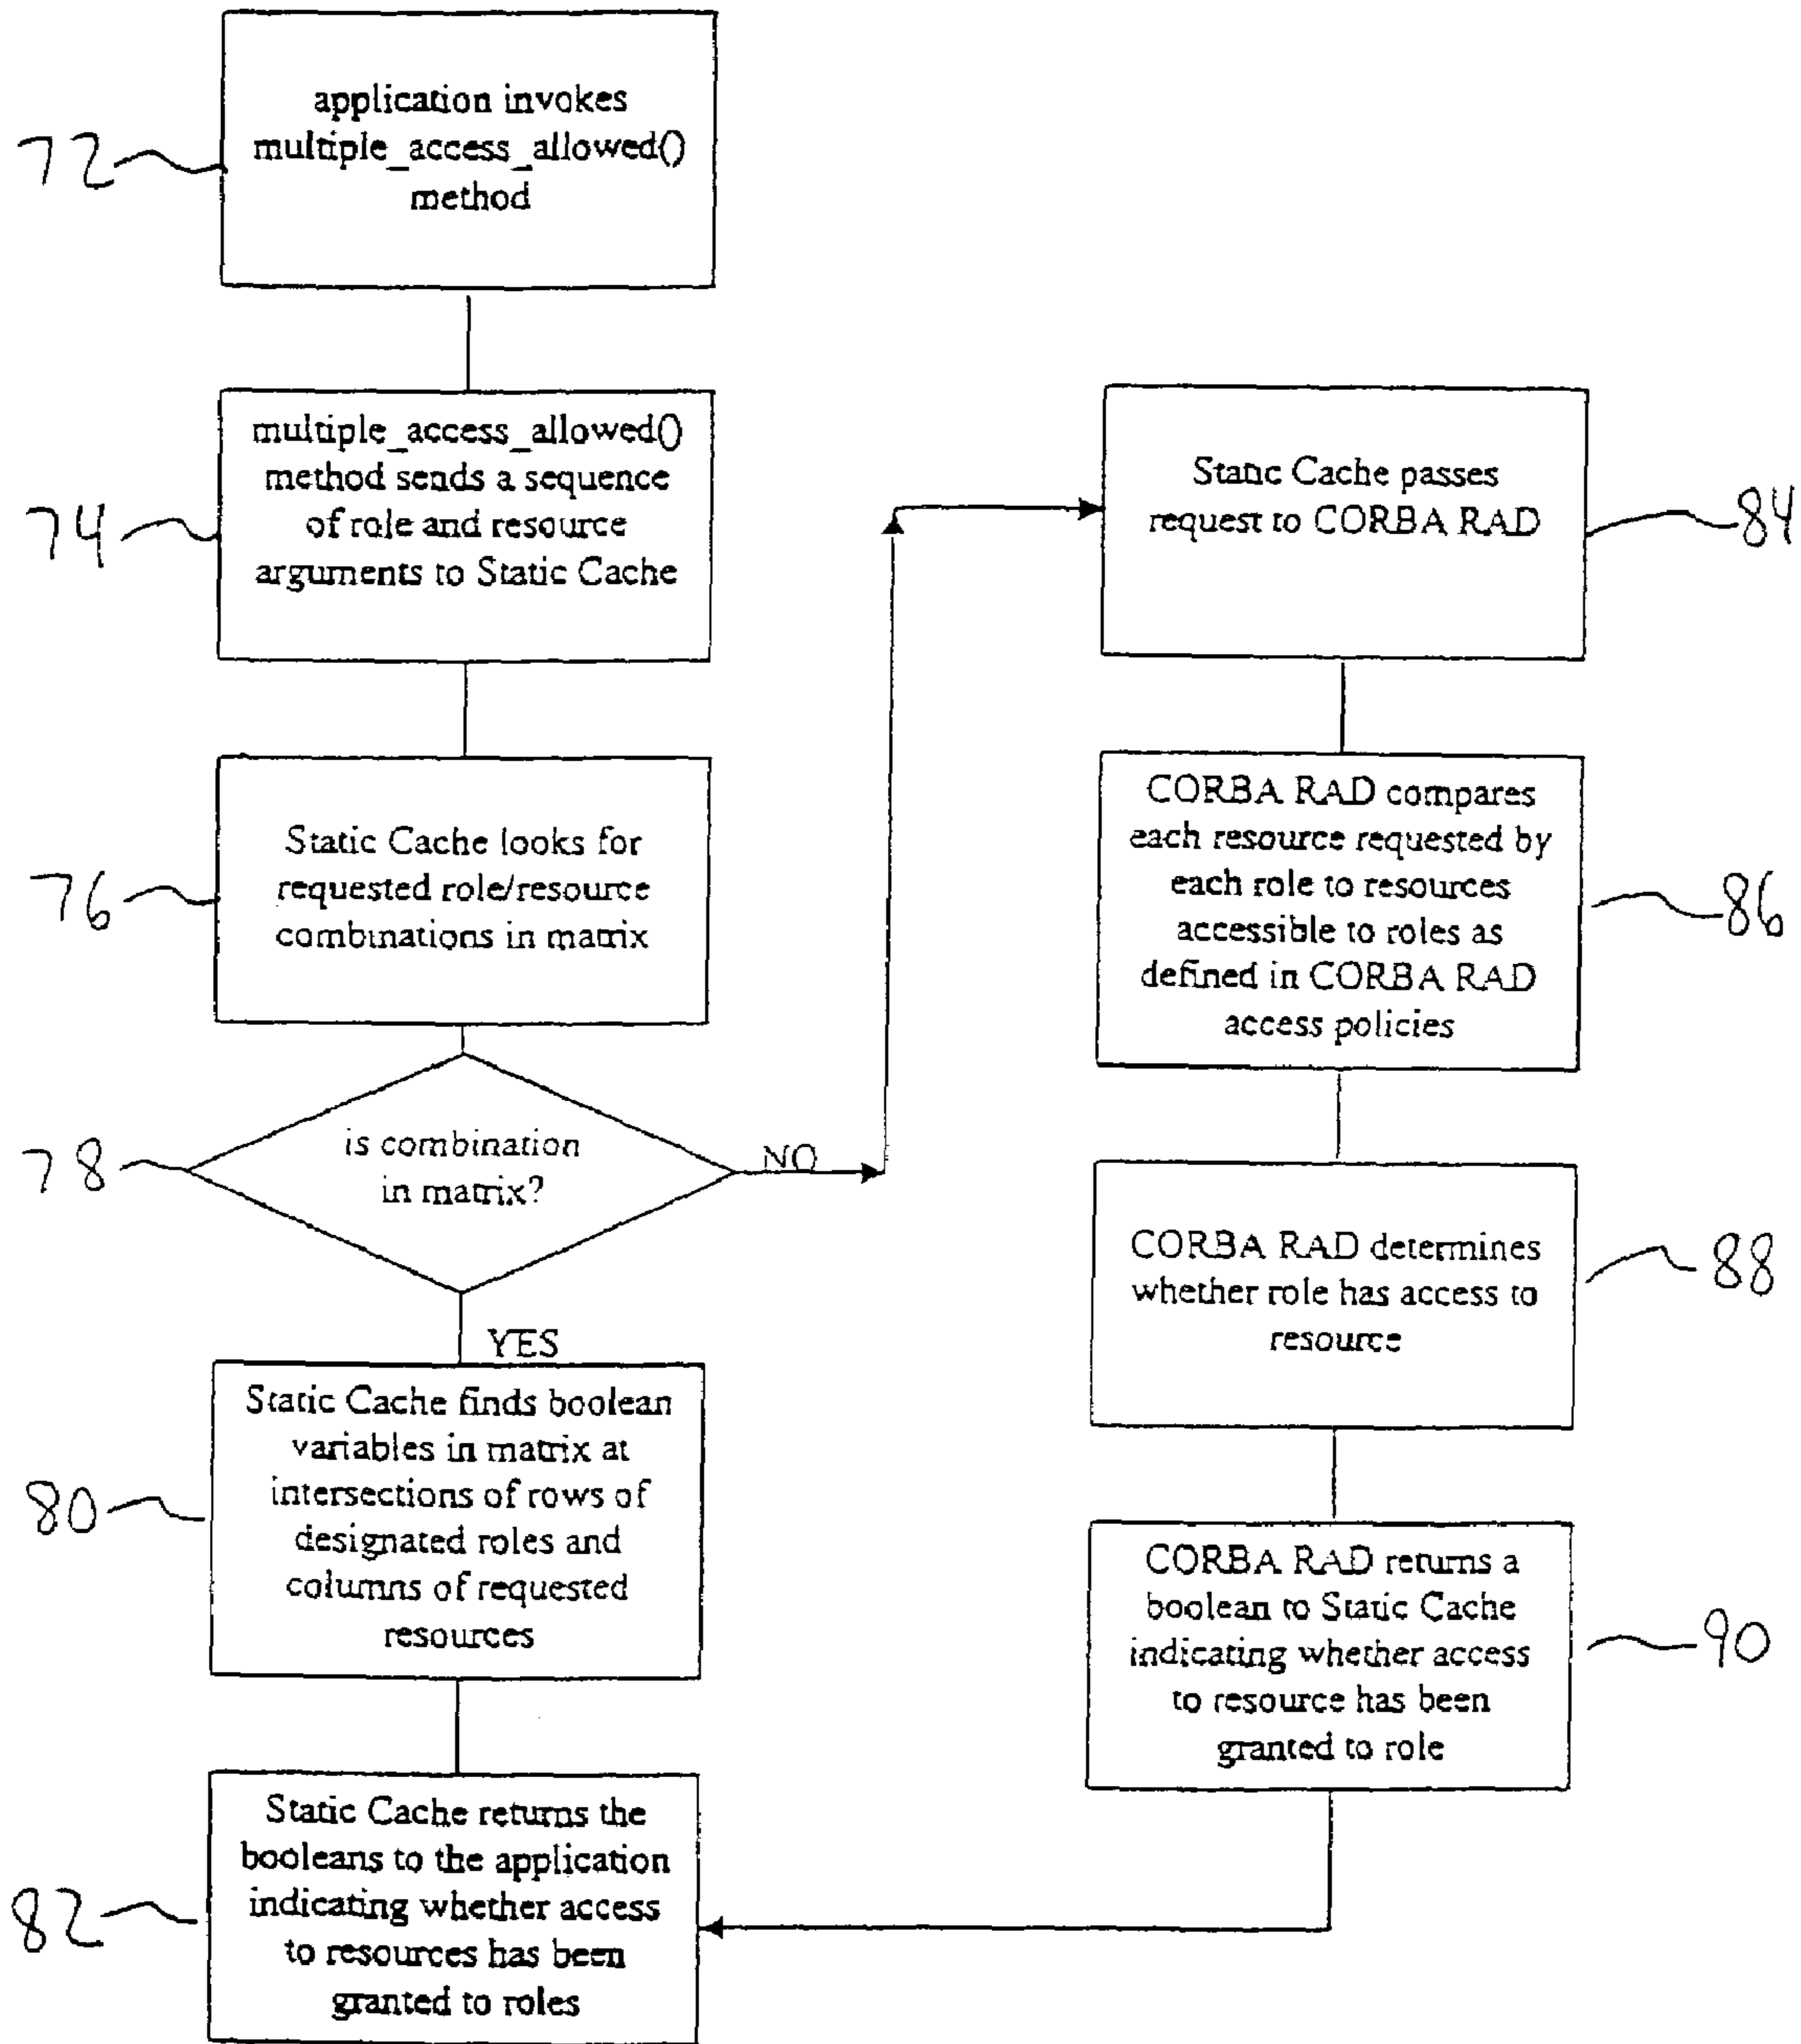 72
application invokes
multiple_access_allowed()
method
74
multiple_access_allowed()
method sends a sequence
of role and resource
arguments to Static Cache
76
Static Cache looks for
requested role/resource
combinations in matrix
78
is combination
in matrix?
NO
YES
80
Static Cache finds boolean
variables in matrix at
intersections of rows of
designated roles and
columns of requested
resources
82
Static Cache returns the
booleans to the application
indicating whether access
to resources has been
granted to roles
Static Cache passes
request to CORBA RAD
84
CORBA RAD compares
each resource requested by
each role to resources
accessible to roles as
defined in CORBA RAD
access policies
86
CORBA RAD determines
whether role has access to
resource
88
CORBA RAD returns a
boolean to Static Cache
indicating whether access
to resource has been
granted to role
90